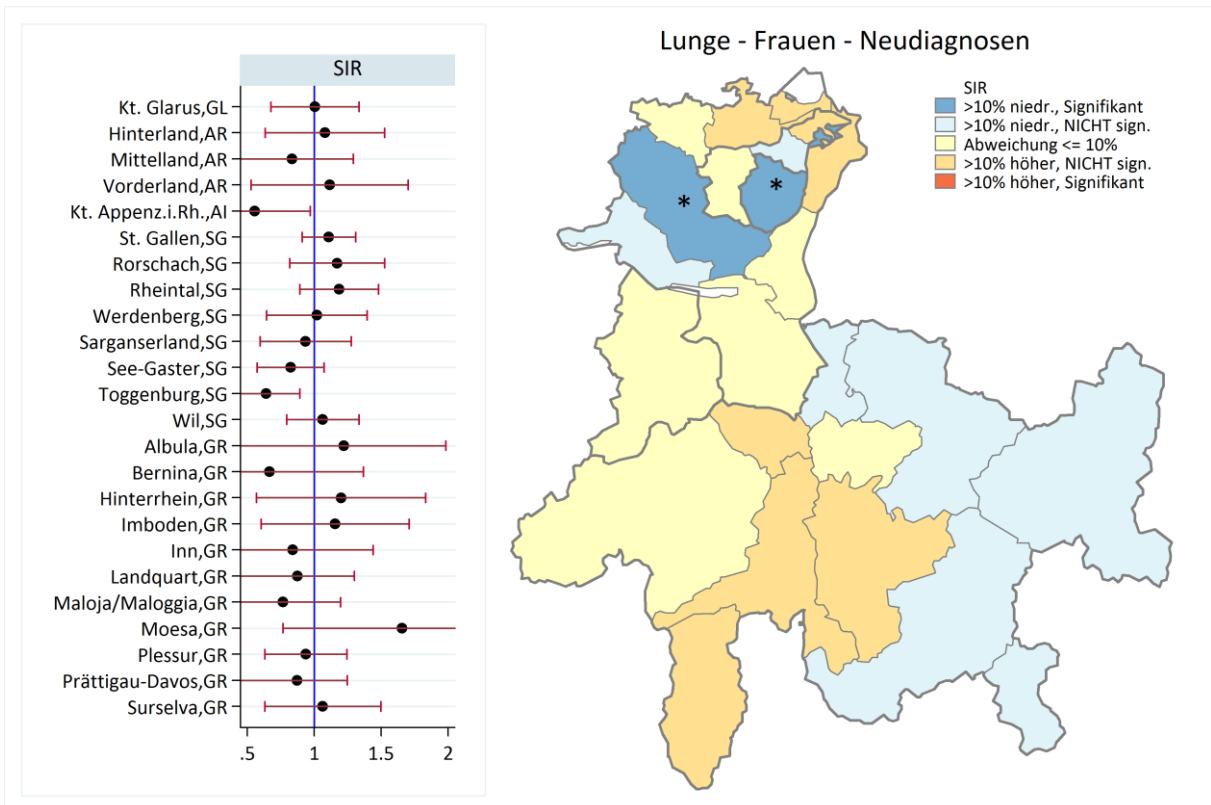 Lunge - Frauen - Neudiagnosen
SIR
Kt. Glarus,GL
Hinterland,AR
Mittelland,AR
Vorderland,AR
Kt. Appenz.i.Rh.,AI
St. Gallen,SG
Rorschach,SG
Rheintal,SG
Werdenberg,SG
Sarganserland,SG
See-Gaster,SG
Toggenburg,SG
Wil,SG
Albula,GR
Bernina,GR
Hinterrhein,GR
Imboden,GR
Inn,GR
Landquart,GR
Maloja/Maloggia,GR
Moesa,GR
Plessur,GR
Prättigau-Davos,GR
Surselva,GR
.5 1 1.5 2
SIR
>10% niedr., Signifikant
>10% niedr., NICHT sign.
Abweichung <= 10%
>10% höher, NICHT sign.
>10% höher, Signifikant
*
*